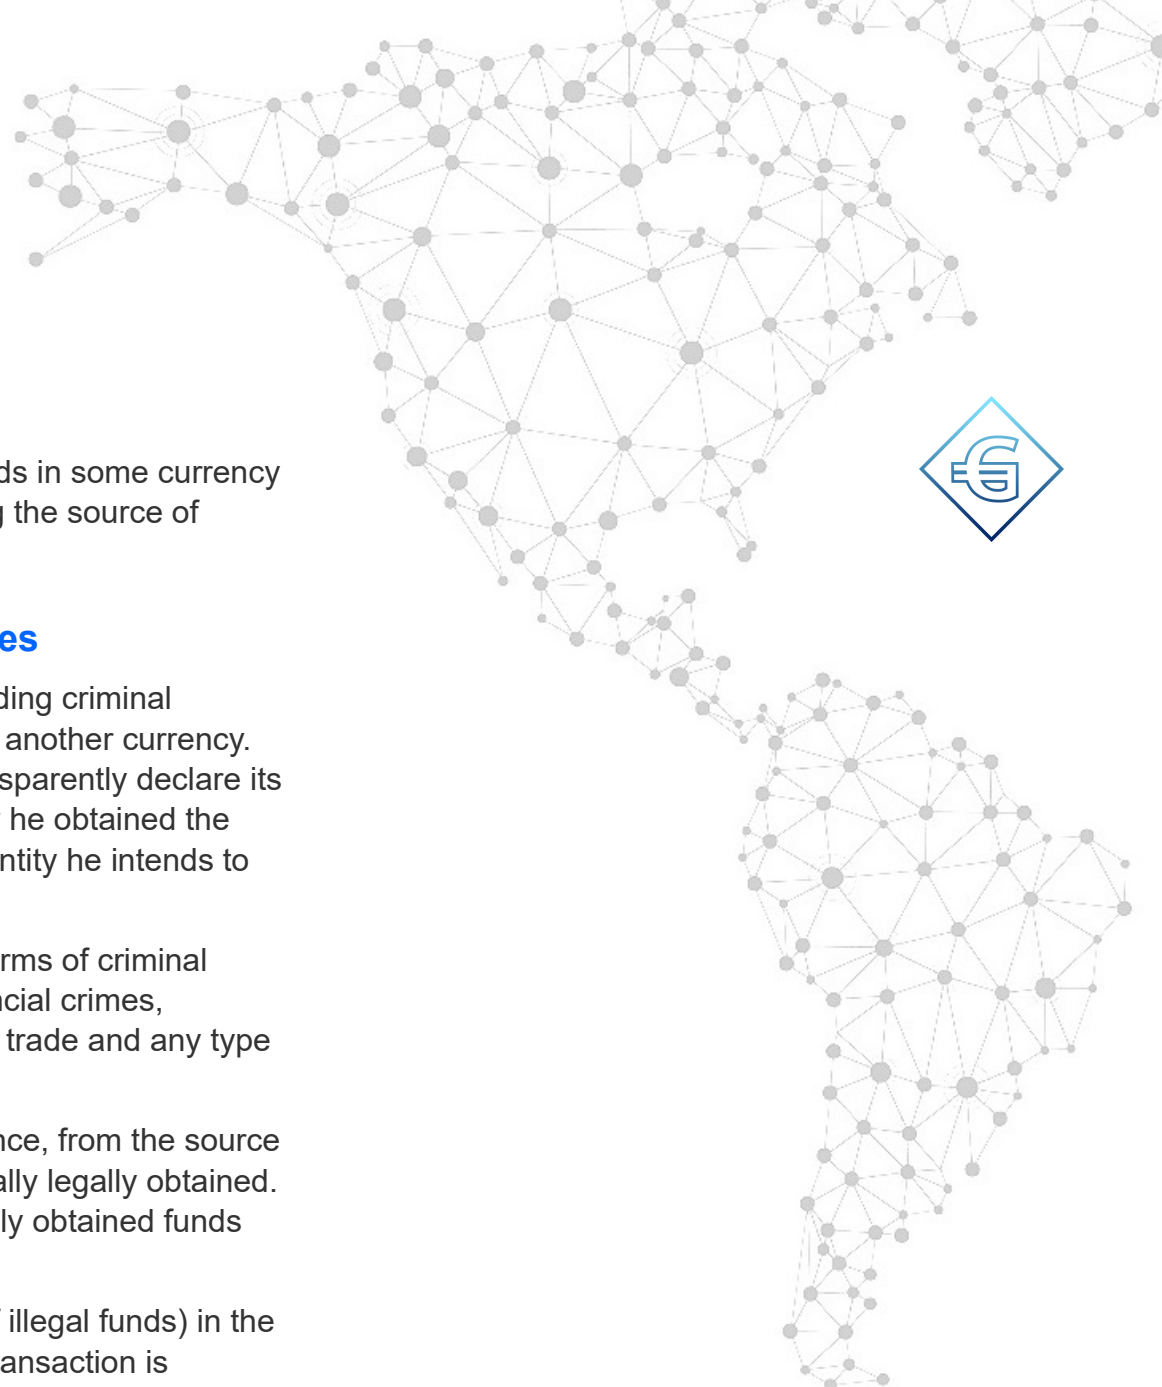 ds in some currency
g the source of
es
ding criminal
another currency.
sparently declare its
he obtained the
ntity he intends to
rms of criminal
ncial crimes,
trade and any type
nce, from the source
ally legally obtained.
ly obtained funds
illegal funds) in the
ansaction is